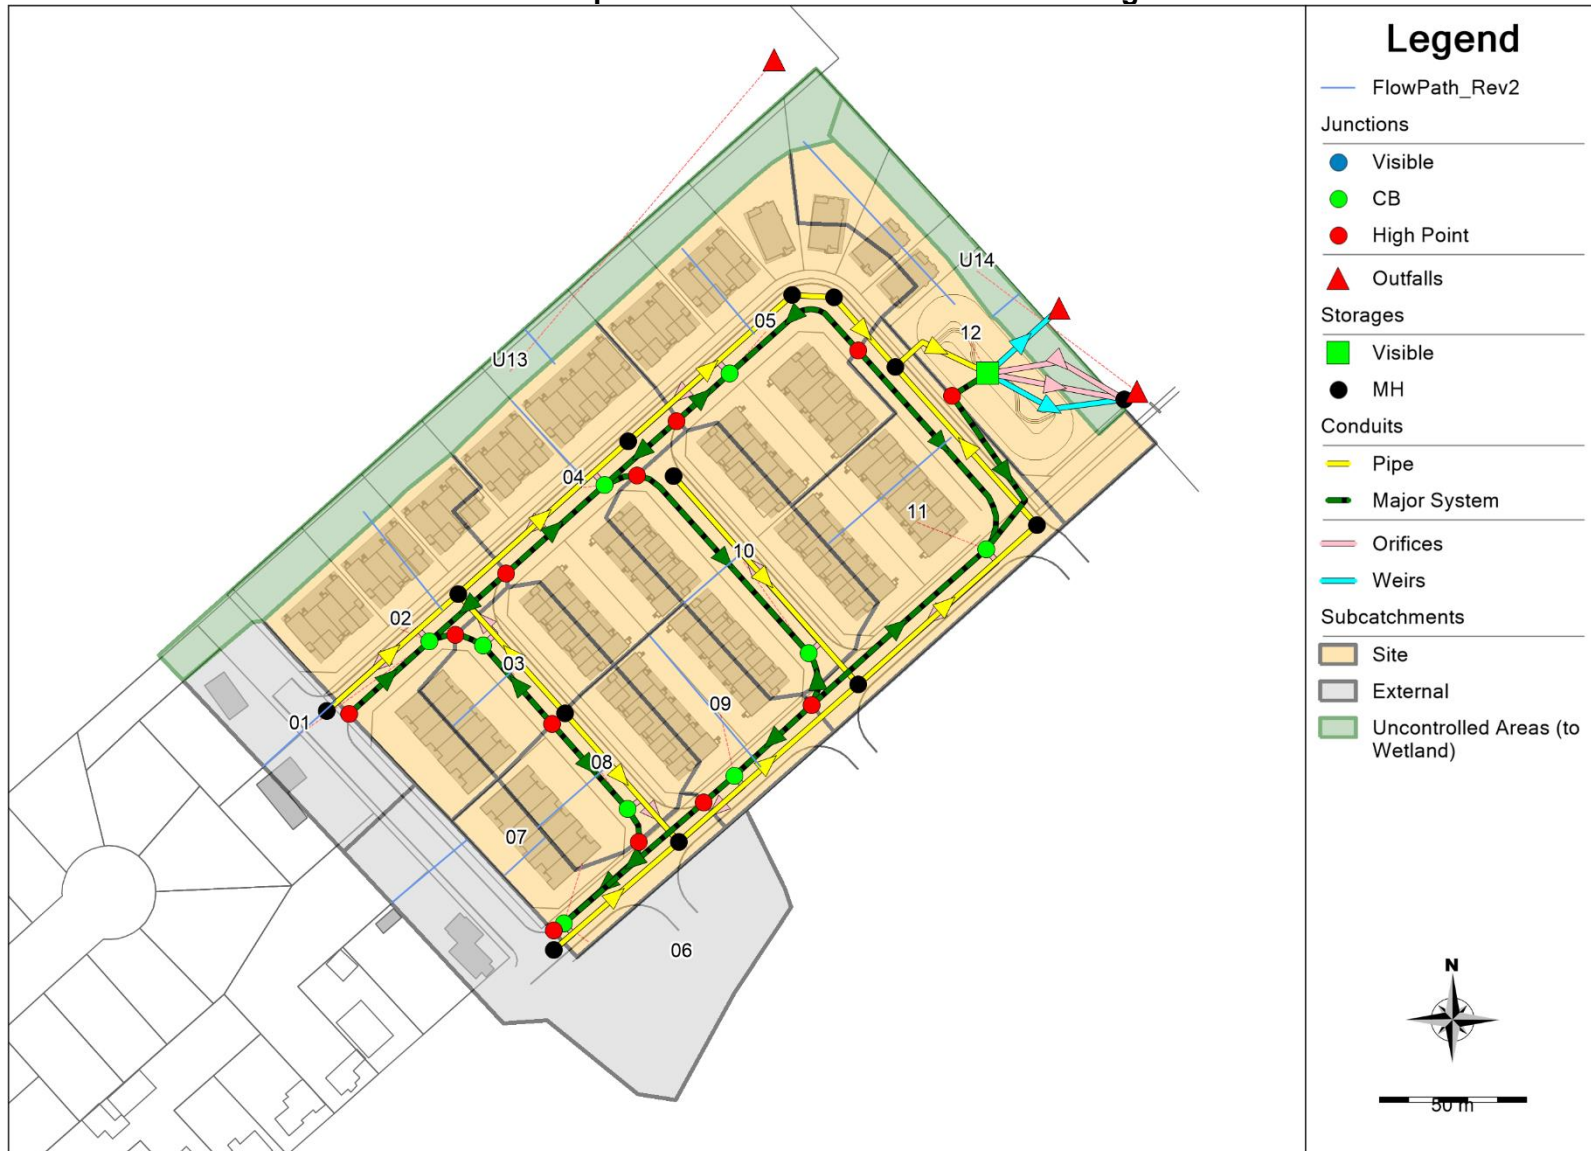 Legend
FlowPath_Rev2
Junctions
Visible
CB
High Point
Outfalls
Storages
Visible
MH
Conduits
Pipe
Major System
Orifices
Weirs
Subcatchments
Site
External
Uncontrolled Areas (to
Wetland)
N
50 m
U14
05
12
U13
04
11
10
02
03
09
01
08
07
06